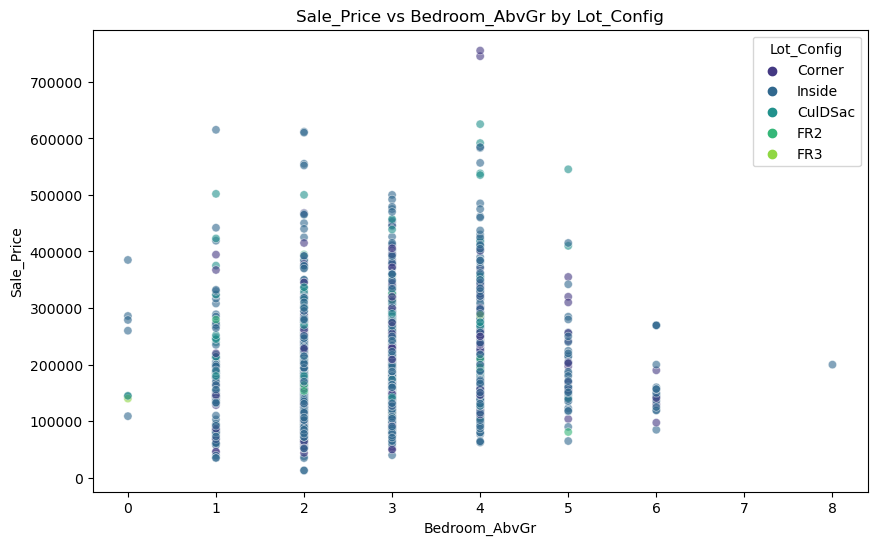 Sale_Price vs Bedroom_AbvGr by Lot_Config
Lot_Config
Corner
Inside
CulDSac
FR2
FR3
700000
600000
500000
400000
300000
200000
100000
0
Sale_Price
0 1 2 3 4 5 6 7 8
Bedroom_AbvGr